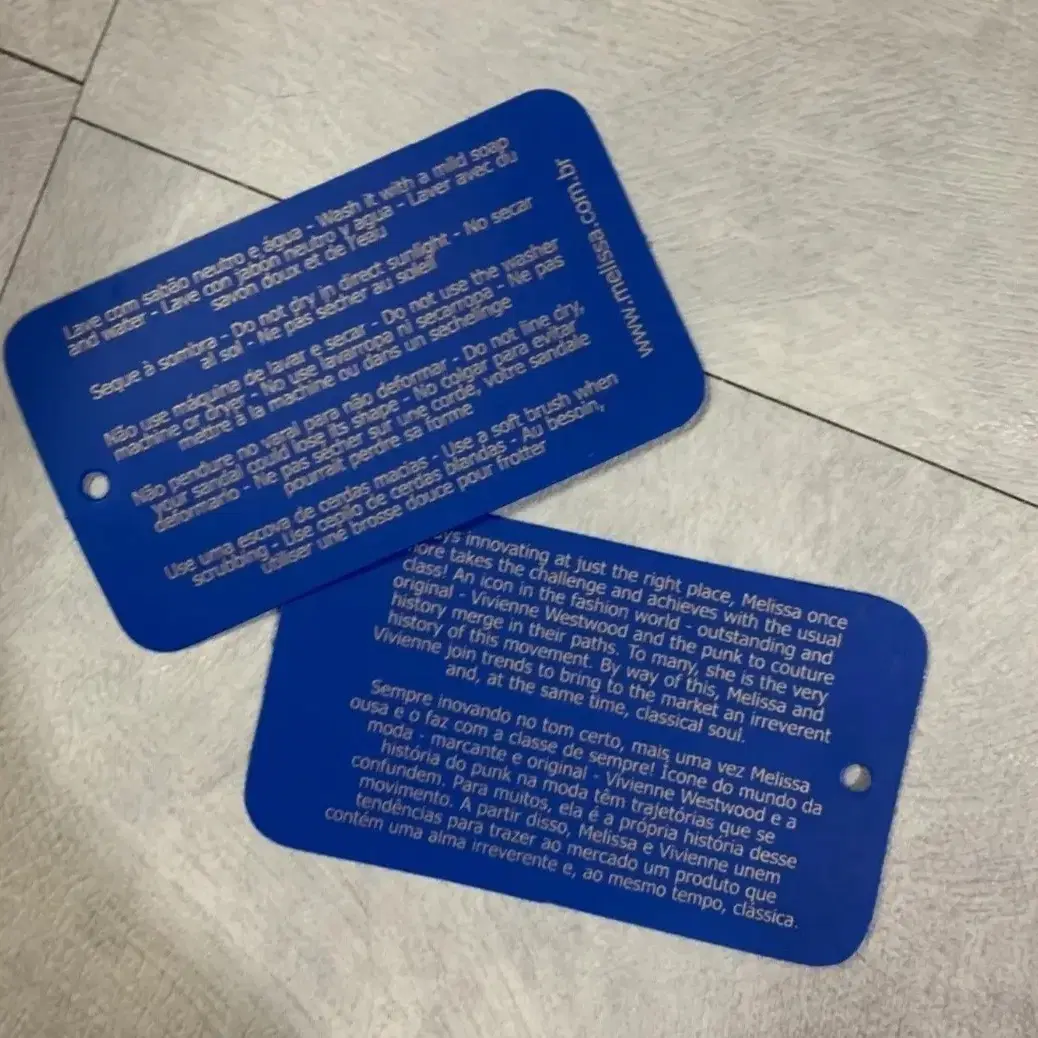 Lave com sabão neutro e água - Wash it with a mild soap
and water - Lave con jabón neutro Y agua - Laver avec du
savon doux et de l'eau
Seque à sombra - Do not dry in direct sunlight - No secar
al sol - Ne pas sécher au soleil
Não use máquina de lavar e secar - Do not use the washer
machine or dryer - No use lavarropa ni secarropa - Ne pas
mettre à la machine ou dans un sechelinge
Não pendure no varal para não deformar - Do not line dry,
your sandal could lose its shape - No colgar para evitar
deformarlo - Ne pas sécher sur une corde, votre sandale
pourrait perdre sa forme
Use uma escova de cerdas macias - Use a soft brush when
scrubbing - Use cepilo de cerdas blandas - Au besoin,
utiliser une brosse douce pour frotter
www.melissa.com.br
innovating at just the right place, Melissa once
more takes the challenge and achieves with the usual
class! An icon in the fashion world - outstanding and
original - Vivienne Westwood and the punk to couture
history merge in their paths. To many, she is the very
history of this movement. By way of this, Melissa and
Vivienne join trends to bring to the market an irreverent
and, at the same time, classical soul.
Sempre inovando no tom certo, mais uma vez Melissa
ousa e o faz com a classe de sempre! Ícone do mundo da
moda - marcante e original - Vivienne Westwood e a
história do punk na moda têm trajetórias que se
confundem. Para muitos, ela é a própria história desse
movimento. A partir disso, Melissa e Vivienne unem
tendências para trazer ao mercado um produto que
contém uma alma irreverente e, ao mesmo tempo, clássica.